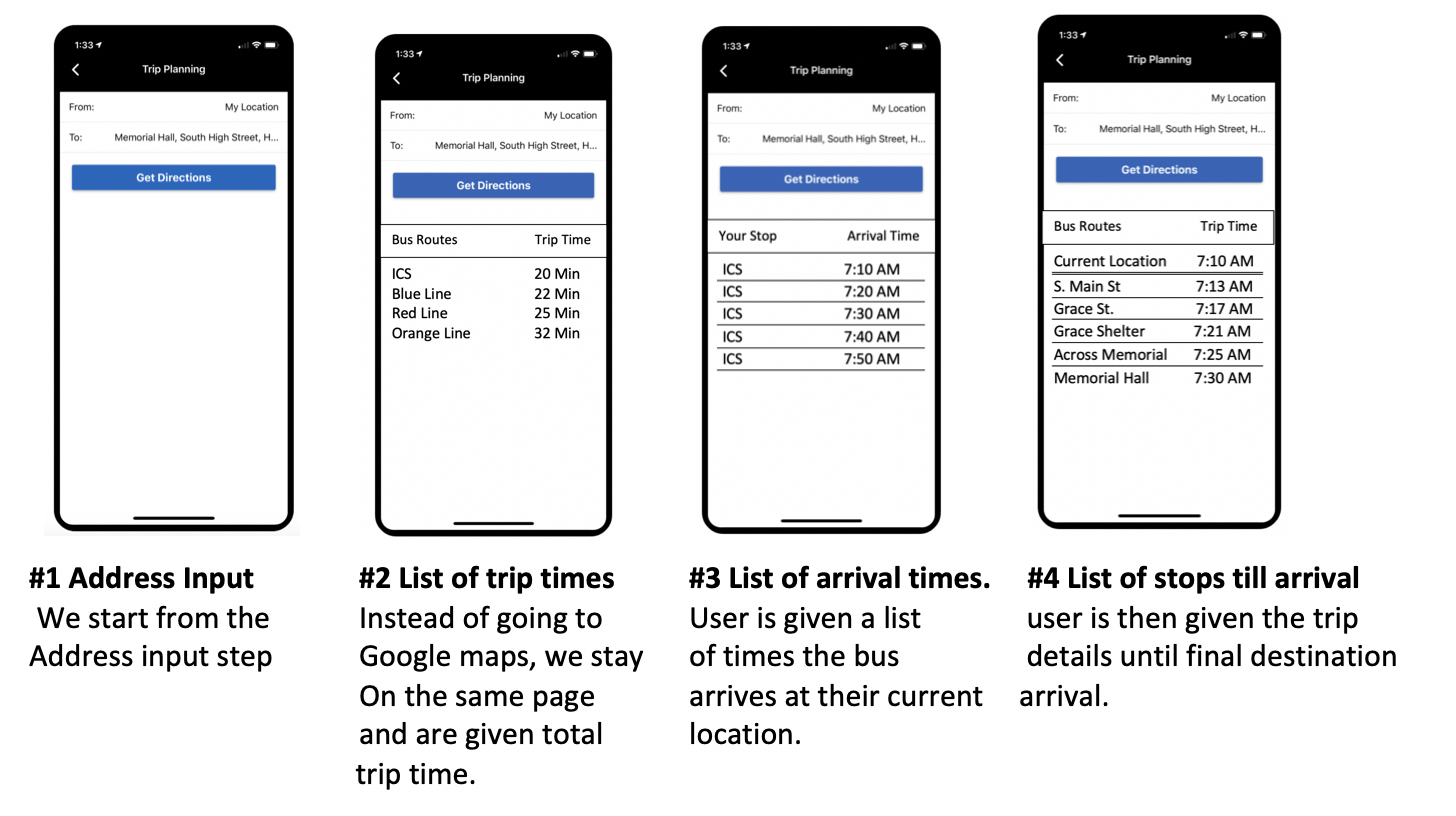 1:33
Trip Planning
From: My Location
To: Memorial Hall, South High Street, H...
Get Directions
1:33
Trip Planning
From: My Location
To: Memorial Hall, South High Street, H...
Get Directions
Bus Routes Trip Time
ICS 20 Min
Blue Line 22 Min
Red Line 25 Min
Orange Line 32 Min
1:33
Trip Planning
From: My Location
To: Memorial Hall, South High Street, H...
Get Directions
Your Stop Arrival Time
ICS 7:10 AM
ICS 7:20 AM
ICS 7:30 AM
ICS 7:40 AM
ICS 7:50 AM
1:33
Trip Planning
From: My Location
To: Memorial Hall, South High Street, H...
Get Directions
Bus Routes Trip Time
Current Location 7:10 AM
S. Main St 7:13 AM
Grace St. 7:17 AM
Grace Shelter 7:21 AM
Across Memorial 7:25 AM
Memorial Hall 7:30 AM
#1 Address Input
We start from the
Address input step
#2 List of trip times
Instead of going to
Google maps, we stay
On the same page
and are given total
trip time.
#3 List of arrival times.
User is given a list
of times the bus
arrives at their current
location.
#4 List of stops till arrival
user is then given the trip
details until final destination
arrival.